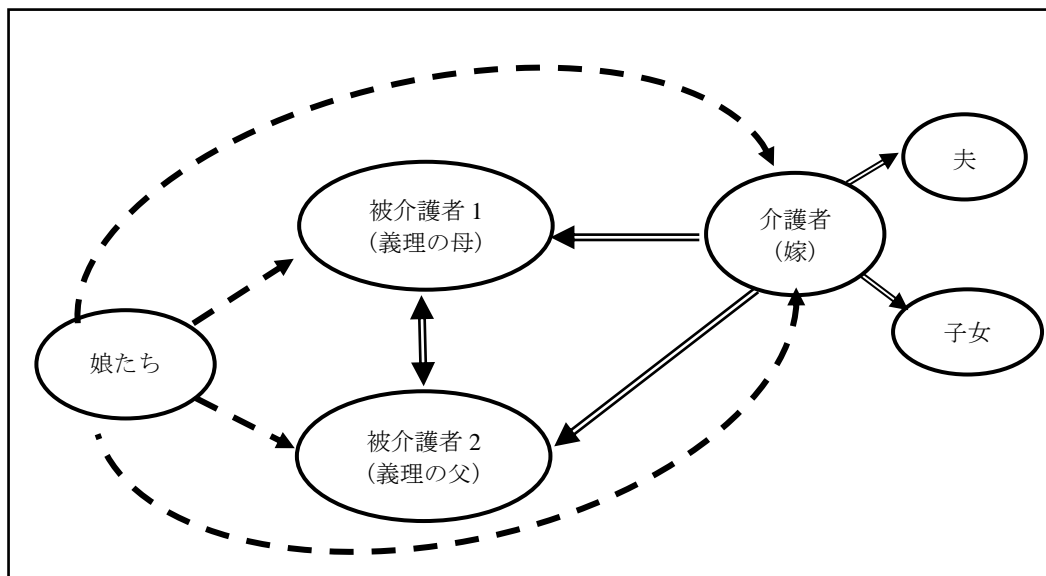 夫
被介護者 1
（義理の母）
介護者
（嫁）
娘たち
子女
被介護者 2
（義理の父）